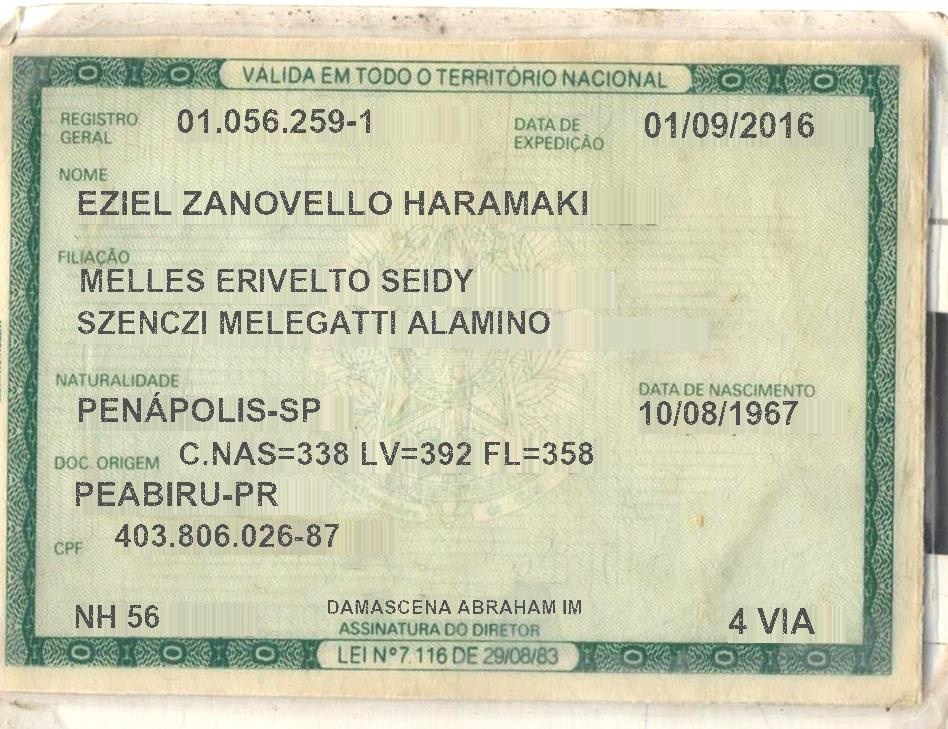 VÁLIDA EM TODO O TERRITÓRIO NACIONAL
REGISTRO GERAL 01.056.259-1 DATA DE EXPEDIÇÃO 01/09/2016
NOME
EZIEL ZANOVELLO HARAMAKI
FILIAÇÃO
MELLES ERIVELTO SEIDY
SZENCZI MELEGATTI ALAMINO
NATURALIDADE DATA DE NASCIMENTO
PENÁPOLIS-SP 10/08/1967
DOC. ORIGEM C.NAS=338 LV=392 FL=358
PEABIRU-PR
CPF 403.806.026-87
NH 56 DAMASCENA ABRAHAM IM 4 VIA
ASSINATURA DO DIRETOR
LEI Nº 7.116 DE 29/08/83